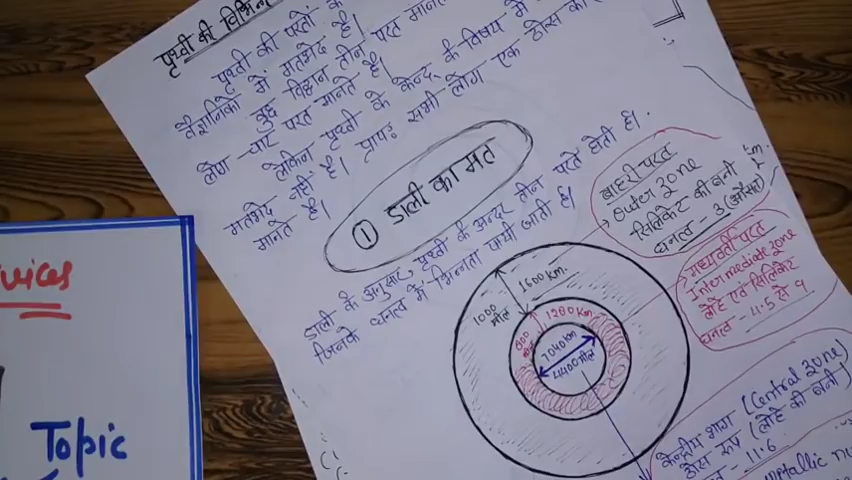 पृथ्वी की विभिन्न
पृथ्वी की परतों के
वैज्ञानिकों में मतभेद है।
कुछ विद्वान तीन परत मानते
लोग चार परत मानते है।
लेकिन पृथ्वी के केन्द्र के विषय में
मतभेद नहीं है। प्रायः सभी लोग एक ठोस
मानते है।
① डाली का मत
डाली के अनुसार, पृथ्वी के अन्दर तीन परतें होती है।
जिनके घनत्व में भिन्नता पायी जाती है।
बाहरी परत
outer zone
सिलिकेट की बनी
घनत्व - 3 (औसत)
मध्यवर्ती परत
Intermediate zone
लोहे एवं सिलिकेट
घनत्व - 4.5 से 9
1600 km.
1000 मील
1280 km
800 मील
7040 km
4400 मील
केन्द्रीय भाग (Central zone)
ठोस रूप (लोहे की बनी)
- 11.6
Topic